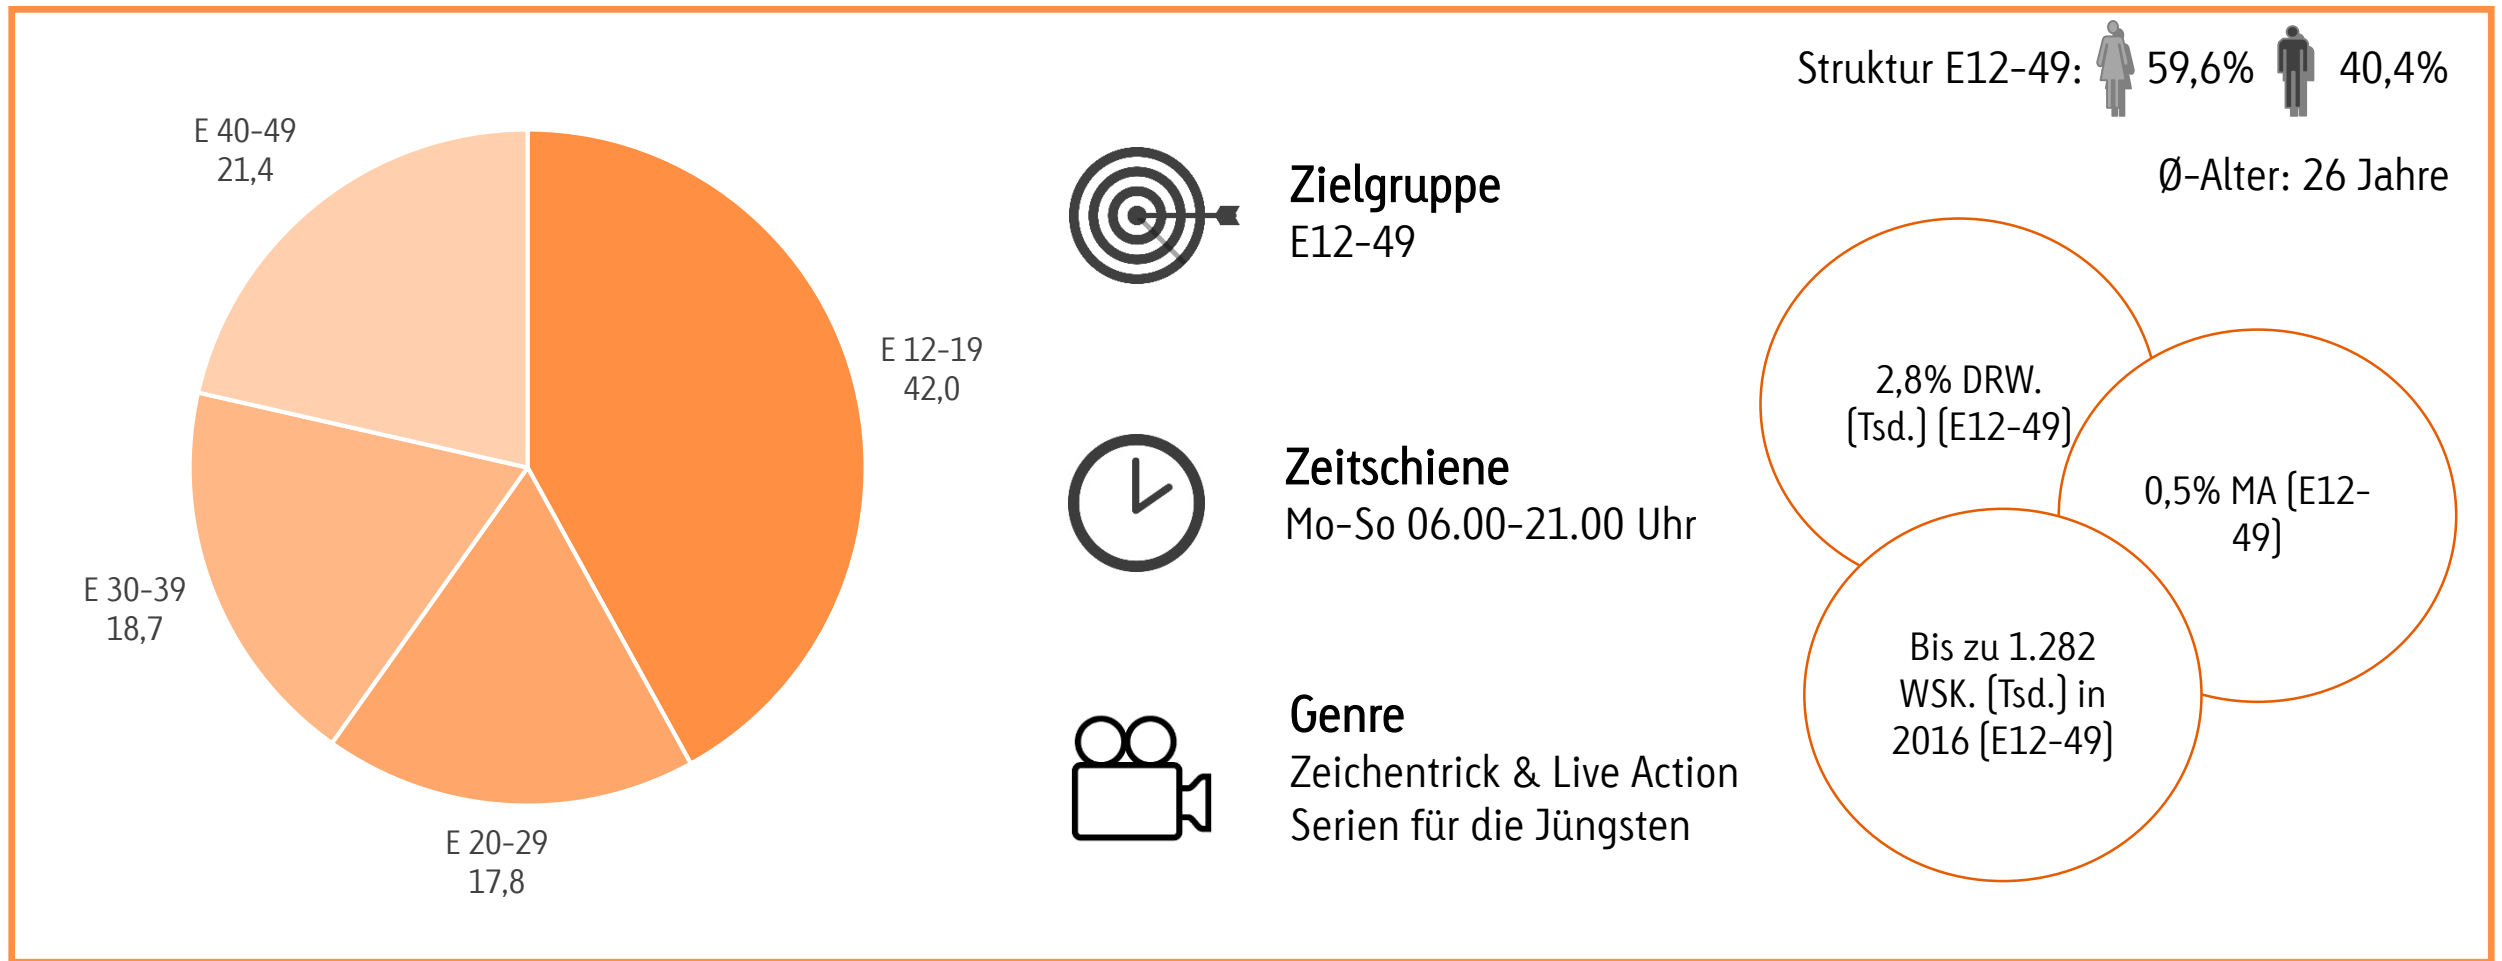 Struktur E12-49: 59,6% 40,4%
Ø-Alter: 26 Jahre
E 40-49
21,4
E 12-19
42,0
E 30-39
18,7
E 20-29
17,8
Zielgruppe
E12-49
Zeitschiene
Mo-So 06.00-21.00 Uhr
Genre
Zeichentrick & Live Action
Serien für die Jüngsten
2,8% DRW.
(Tsd.) (E12-49)
0,5% MA (E12-
49)
Bis zu 1.282
WSK. (Tsd.) in
2016 (E12-49)